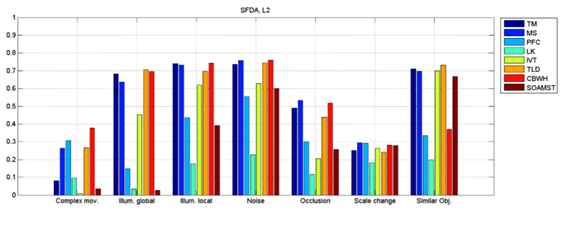 SFDA, L2
1
0.9
0.8
0.7
0.6
0.5
0.4
0.3
0.2
0.1
0
Complex mov. Illum. global Illum. local Noise Occlusion Scale change Similar Obj.
TM
MS
PFC
LK
IVT
TLD
CBWH
SOAMST